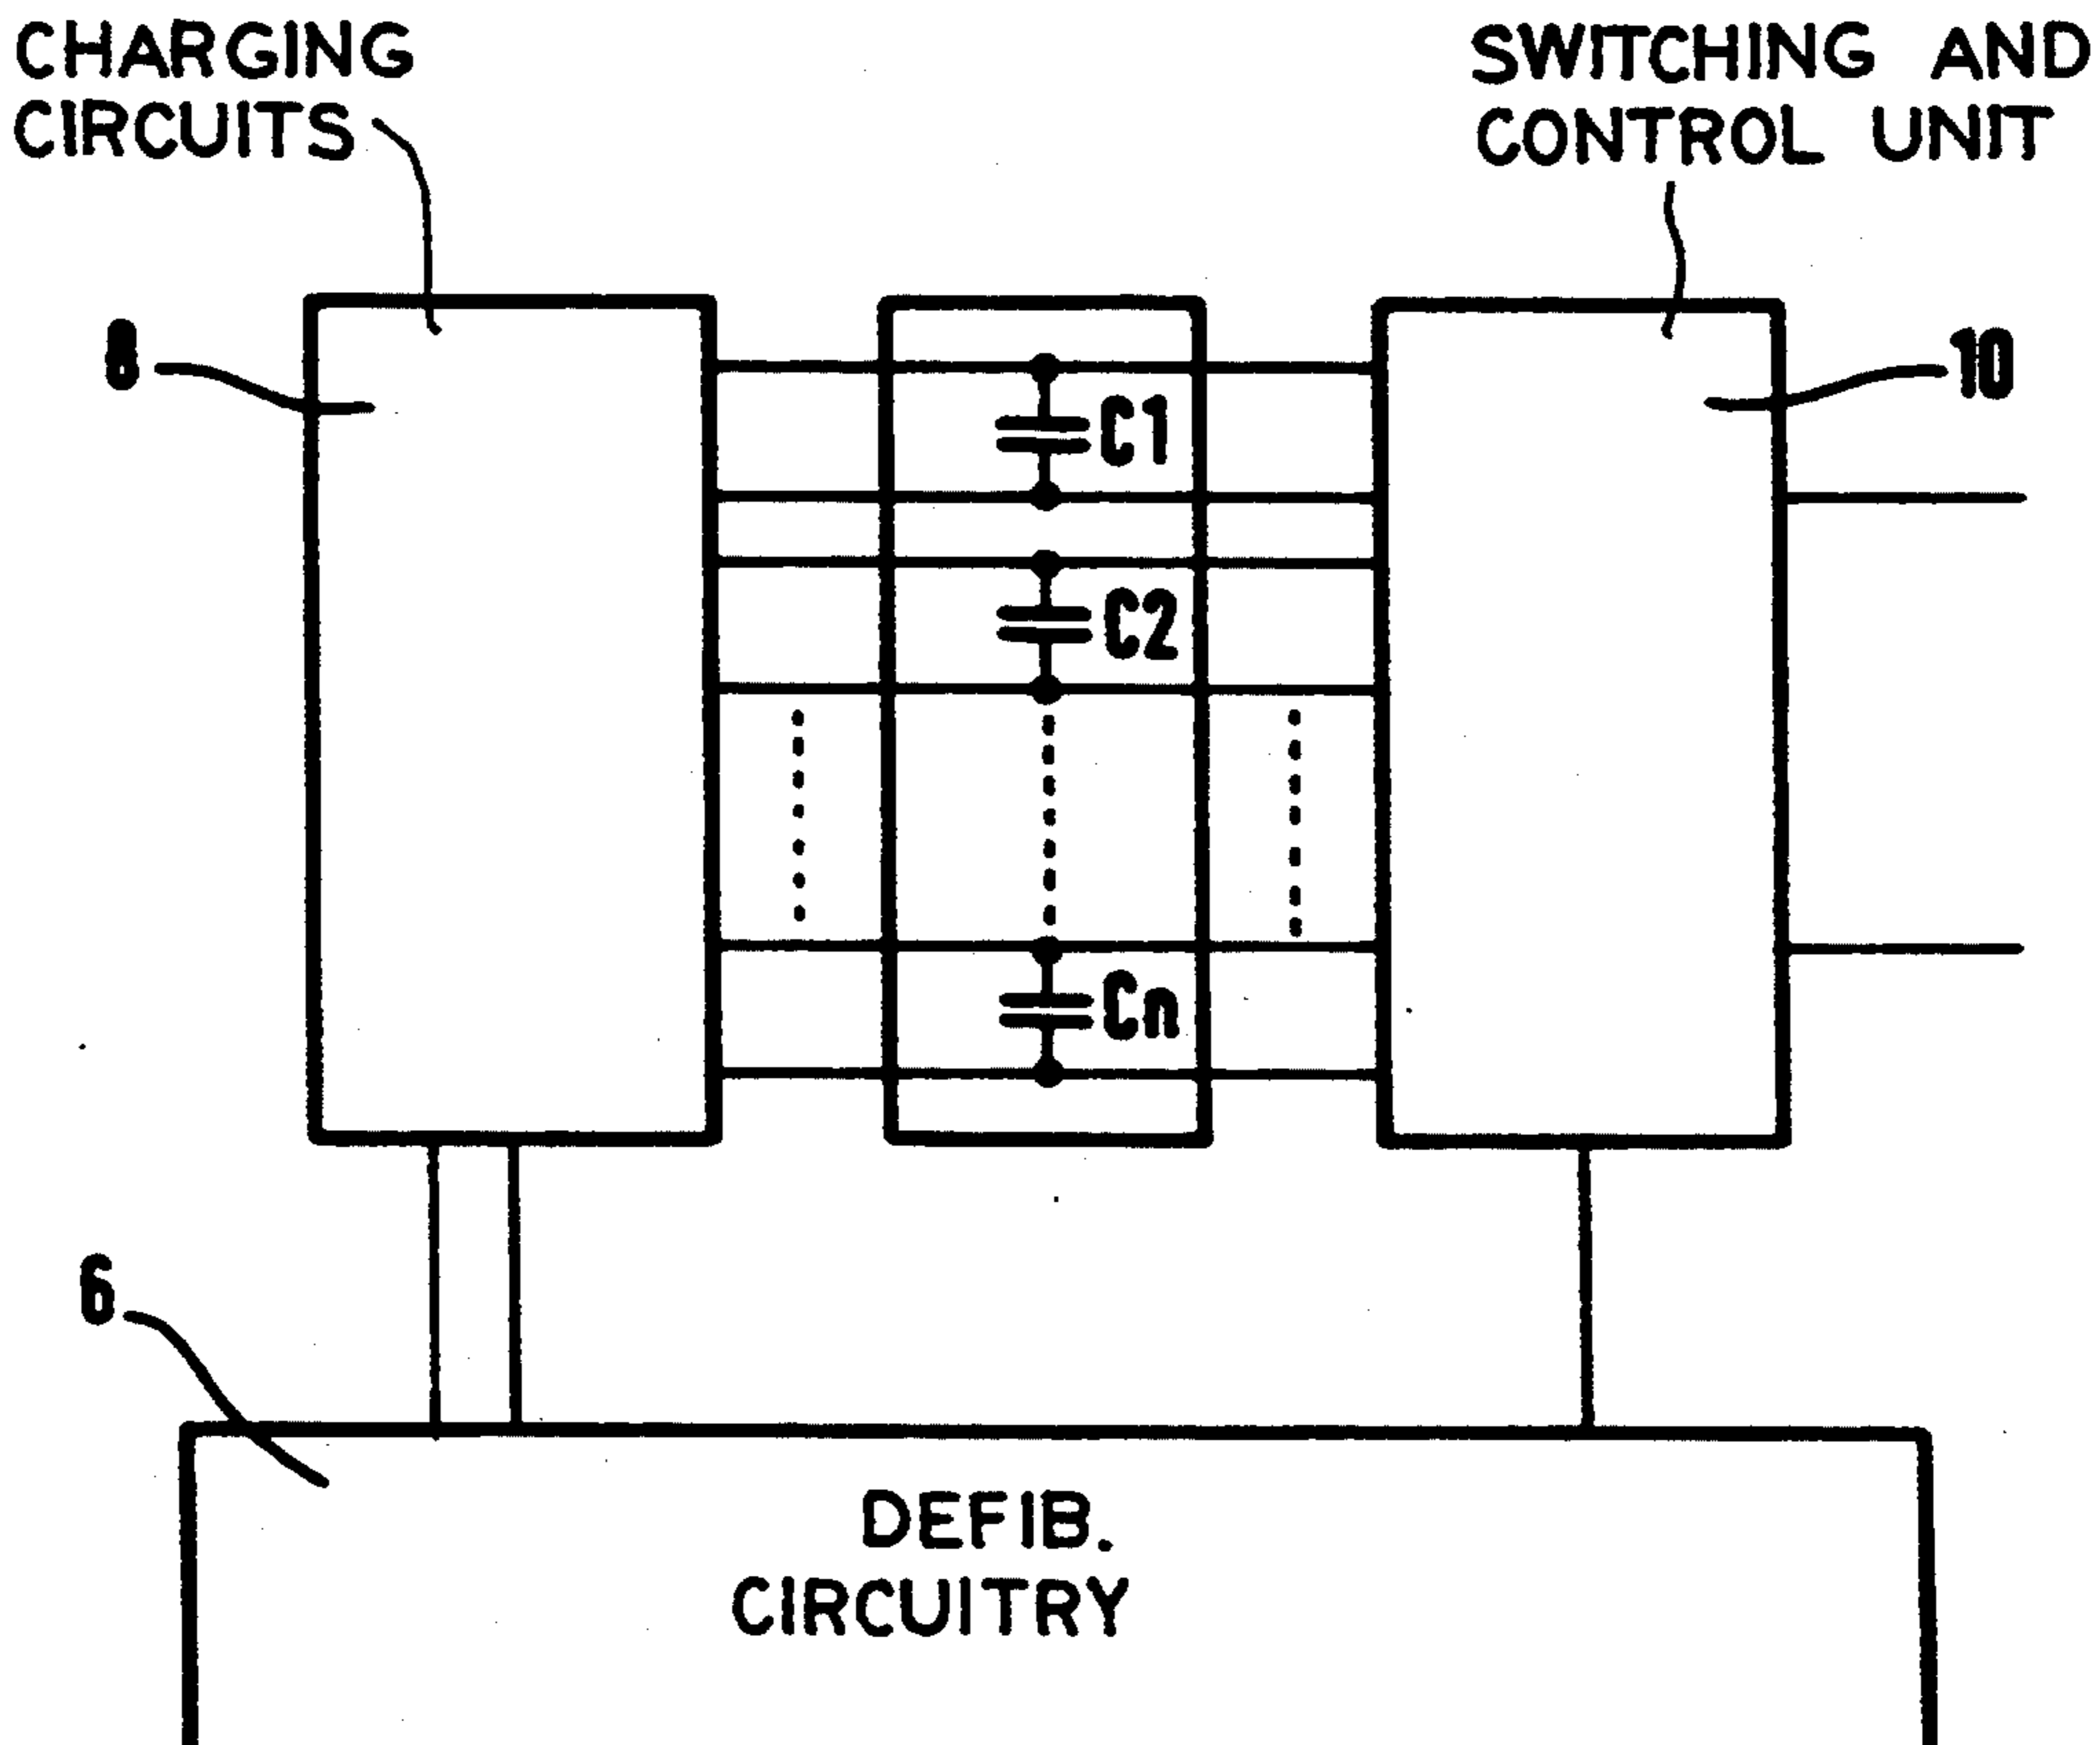 CHARGING
CIRCUITS
SWITCHING AND
CONTROL UNIT
8
10
C1
C2
Cn
6
DEFIB.
CIRCUITRY